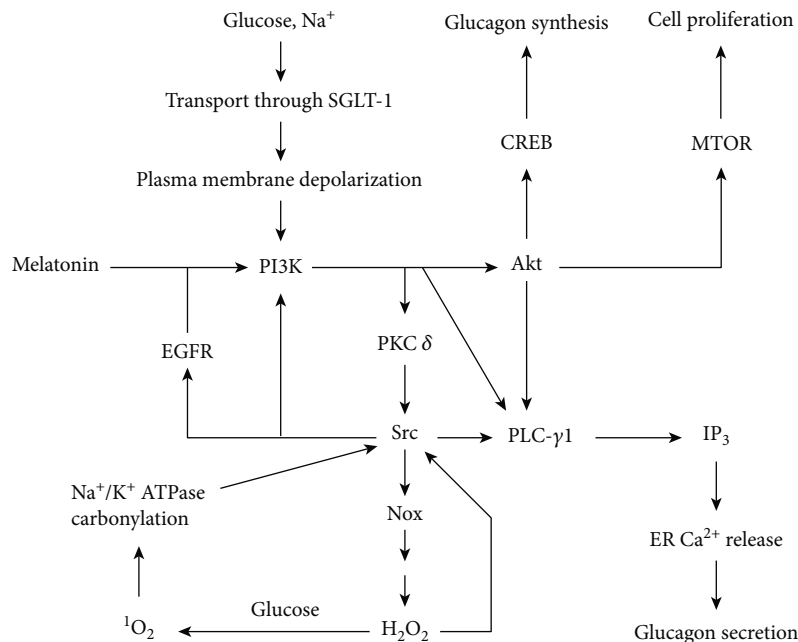 Glucose, Na⁺
Glucagon synthesis
Cell proliferation
Transport through SGLT-1
CREB
MTOR
Plasma membrane depolarization
Melatonin
PI3K
Akt
EGFR
PKC δ
Src
PLC-γ1
IP₃
Na⁺/K⁺ ATPase
carbonylation
Nox
ER Ca²⁺ release
Glucose
¹O₂
H₂O₂
Glucagon secretion